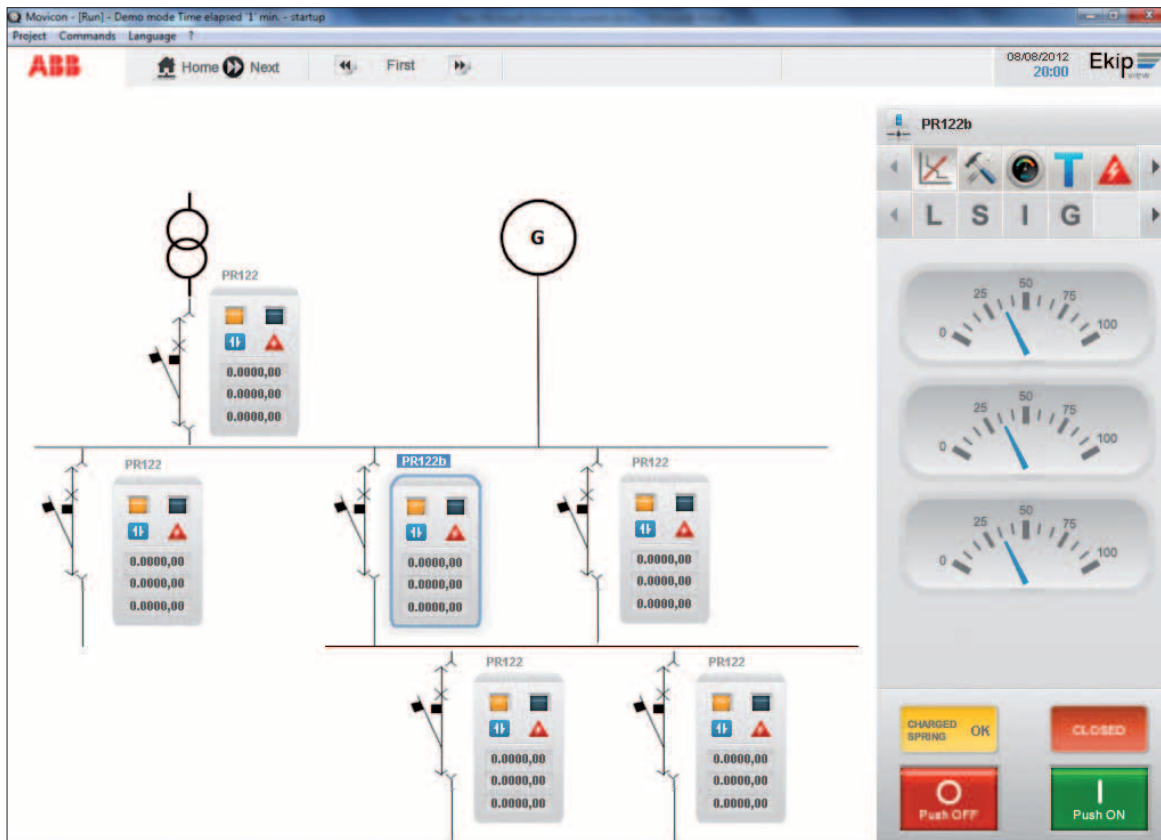 Movicon - [Run] - Demo mode Time elapsed '1' min. - startup
Project Commands Language ?
ABB
Home Next First
08/08/2012
20:00
Ekip
view
PR122b
L S I G
G
PR122
0.0000,00
0.0000,00
0.0000,00
PR122
0.0000,00
0.0000,00
0.0000,00
PR122b
0.0000,00
0.0000,00
0.0000,00
PR122
0.0000,00
0.0000,00
0.0000,00
PR122
0.0000,00
0.0000,00
0.0000,00
PR122
0.0000,00
0.0000,00
0.0000,00
T
0 25 50 75 100
0 25 50 75 100
0 25 50 75 100
CHARGED
SPRING OK
CLOSED
Push OFF
Push ON